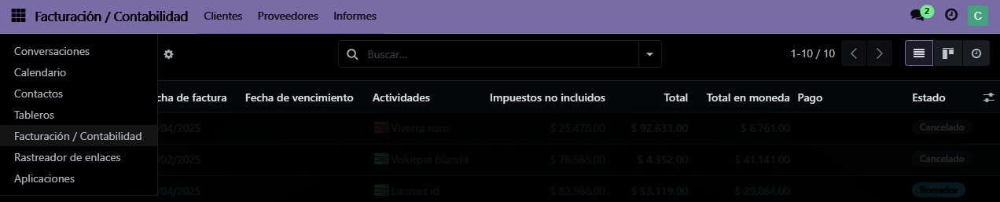 Facturación / Contabilidad Clientes Proveedores Informes 2 C
Conversaciones Buscar... 1-10 / 10
Calendario
Contactos cha de factura Fecha de vencimiento Actividades Impuestos no incluidos Total Total en moneda Pago Estado
Tableros /04/2025 Viverra nam $ 25.478,00 $ 92.633,00 $ 6.761,00 Cancelado
Facturación / Contabilidad
Rastreador de enlaces /02/2025 Volutpat blandit $ 76.565,00 $ 4.352,00 $ 41.141,00 Cancelado
Aplicaciones
/04/2025 Laoreet id $ 82.966,00 $ 53.119,00 $ 29.864,00 Borrador